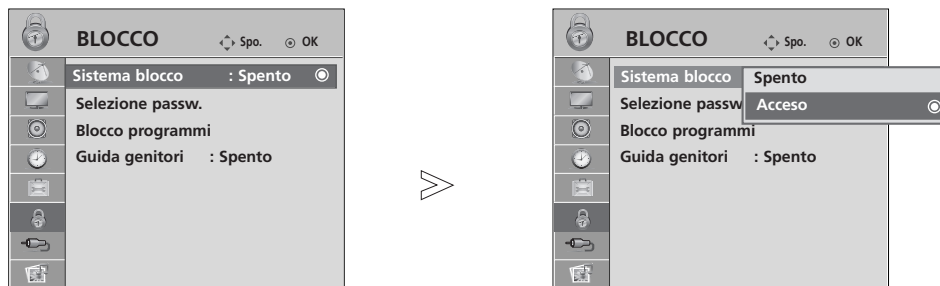 BLOCCO Spo. OK
Sistema blocco : Spento
Selezione passw.
Blocco programmi
Guida genitori : Spento
BLOCCO Spo. OK
Sistema blocco Spento
Selezione passw Acceso
Blocco programmi
Guida genitori : Spento